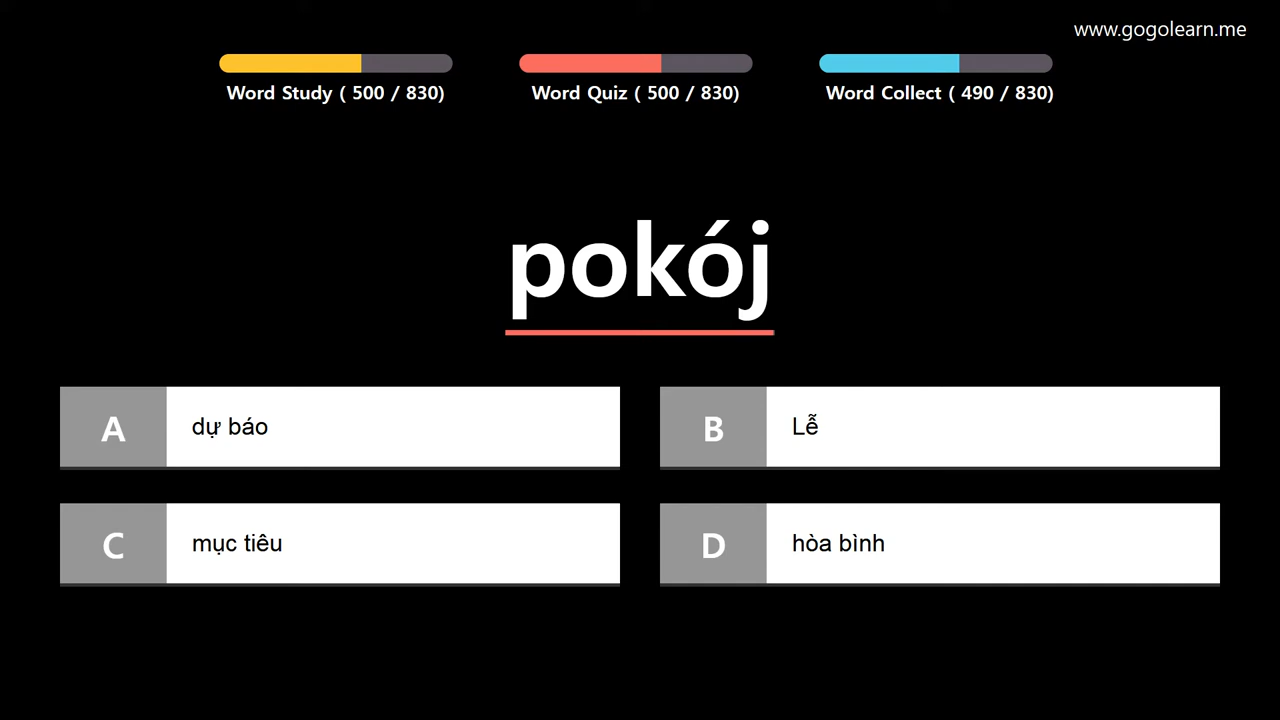 www.gogolearn.me
Word Study ( 500 / 830)
Word Quiz ( 500 / 830)
Word Collect ( 490 / 830)
pokój
A dự báo
B Lễ
C mục tiêu
D hòa bình